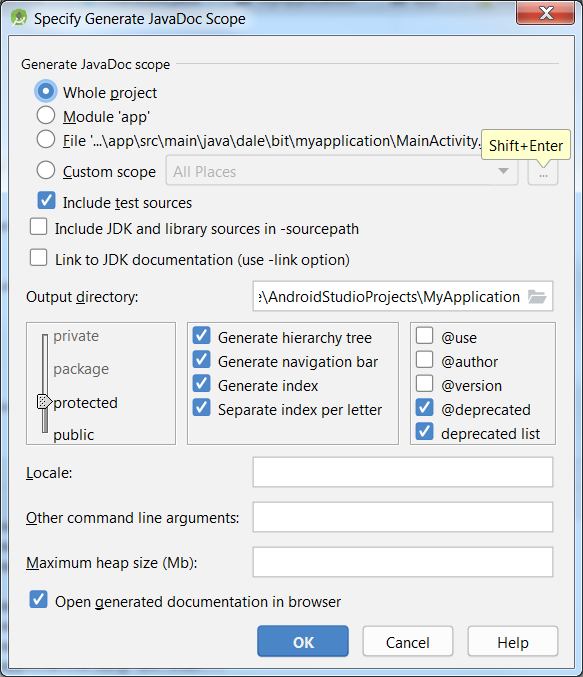 Specify Generate JavaDoc Scope
Generate JavaDoc scope
Whole project
Module 'app'
File '...\app\src\main\java\dale\bit\myapplication\MainActivity.
Shift+Enter
Custom scope
All Places
...
Include test sources
Include JDK and library sources in -sourcepath
Link to JDK documentation (use -link option)
Output directory:
:\AndroidStudioProjects\MyApplication
private
package
protected
public
Generate hierarchy tree
Generate navigation bar
Generate index
Separate index per letter
@use
@author
@version
@deprecated
deprecated list
Locale:
Other command line arguments:
Maximum heap size (Mb):
Open generated documentation in browser
OK
Cancel
Help